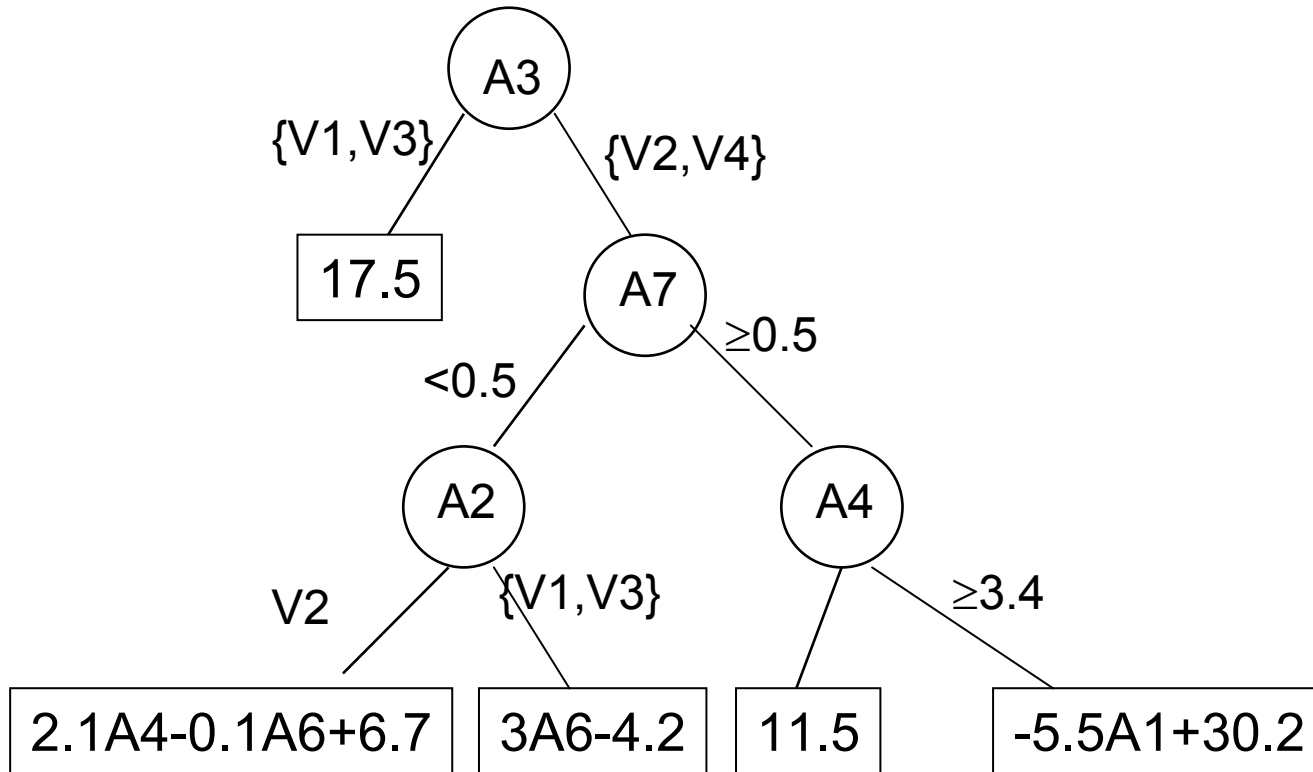 A3
{V1,V3}
{V2,V4}
17.5
A7
≥0.5
<0.5
A2
A4
V2
{V1,V3}
≥3.4
2.1A4-0.1A6+6.7
3A6-4.2
11.5
-5.5A1+30.2